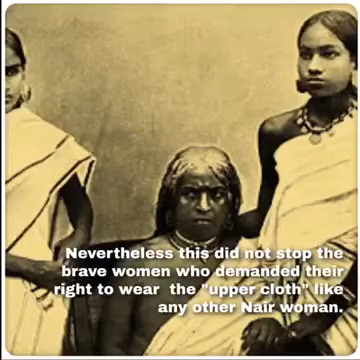 Nevertheless this did not stop the
brave women who demanded their
right to wear the "upper cloth" like
any other Nair woman.